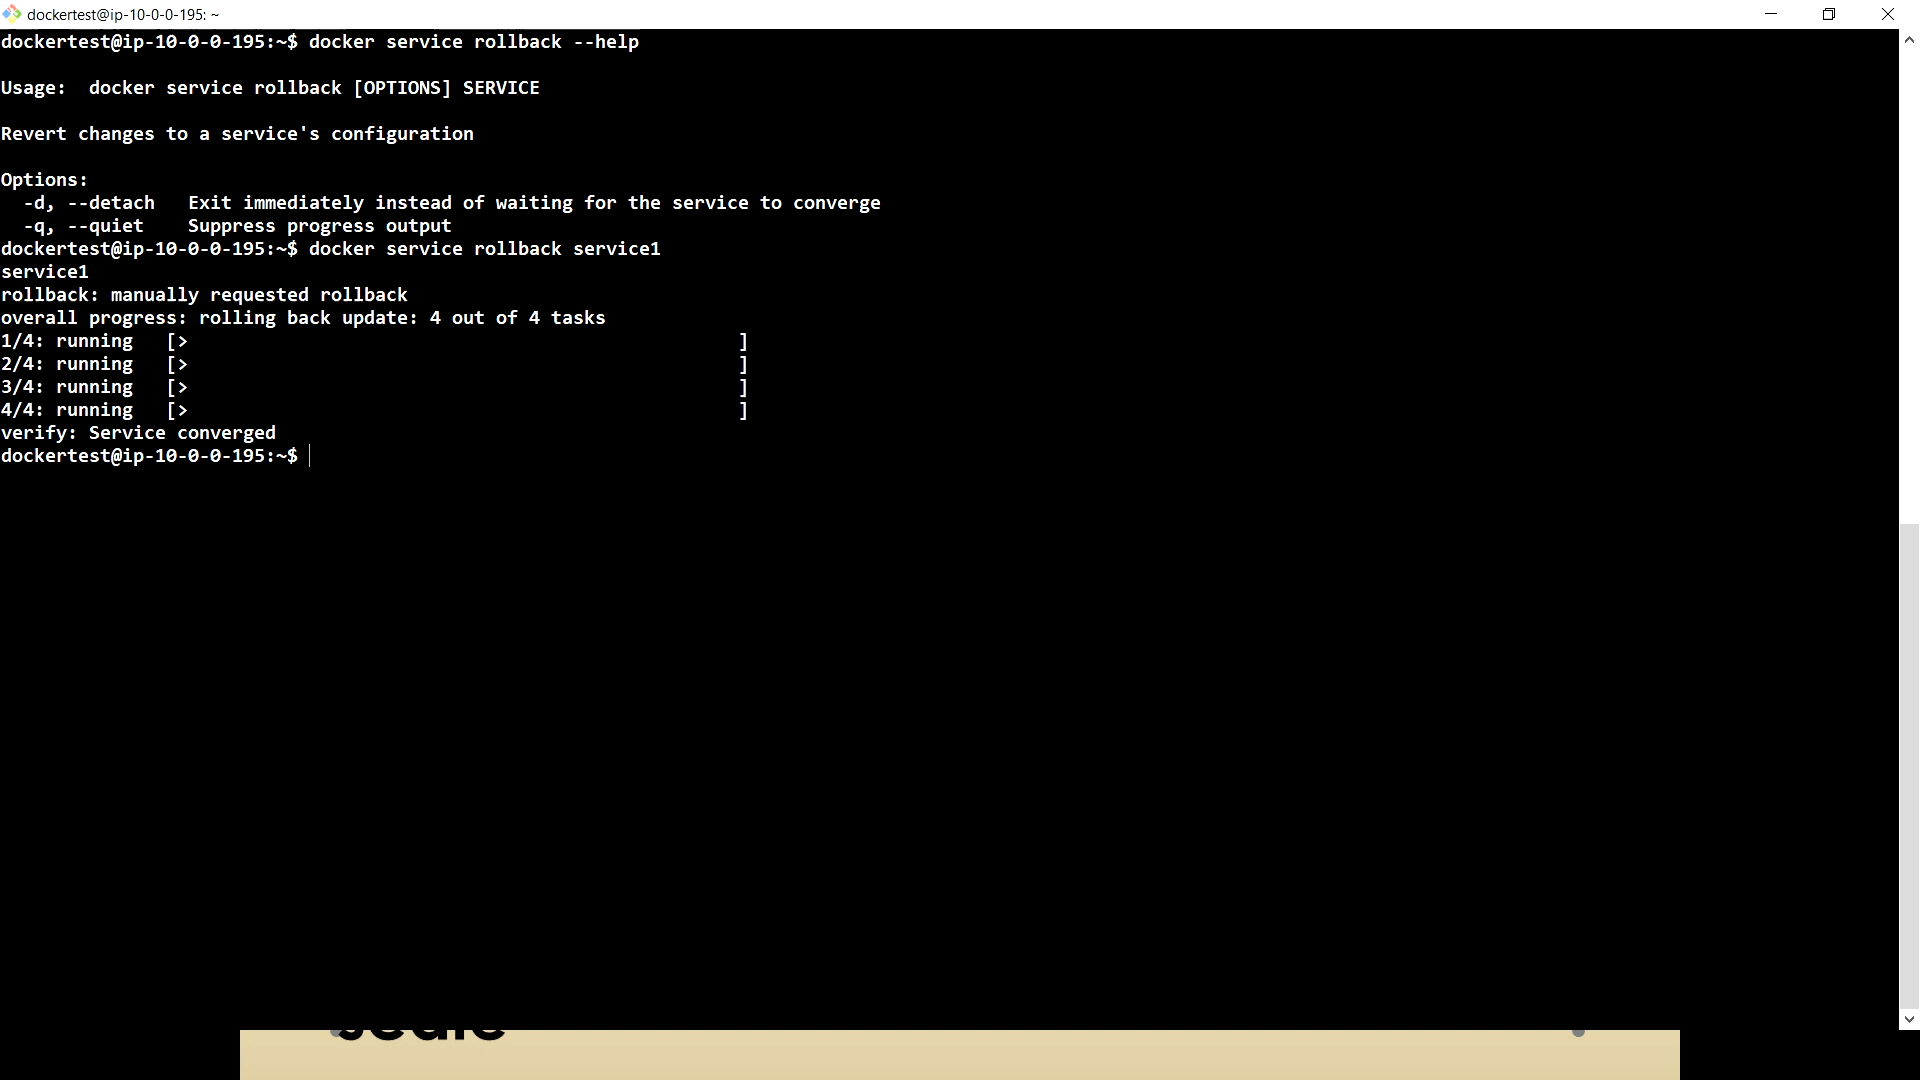 dockertest@ip-10-0-0-195: ~
dockertest@ip-10-0-0-195:~$ docker service rollback --help
Usage:  docker service rollback [OPTIONS] SERVICE
Revert changes to a service's configuration
Options:
  -d, --detach   Exit immediately instead of waiting for the service to converge
  -q, --quiet    Suppress progress output
dockertest@ip-10-0-0-195:~$ docker service rollback service1
service1
rollback: manually requested rollback
overall progress: rolling back update: 4 out of 4 tasks
1/4: running   [>                                                  ]
2/4: running   [>                                                  ]
3/4: running   [>                                                  ]
4/4: running   [>                                                  ]
verify: Service converged
dockertest@ip-10-0-0-195:~$